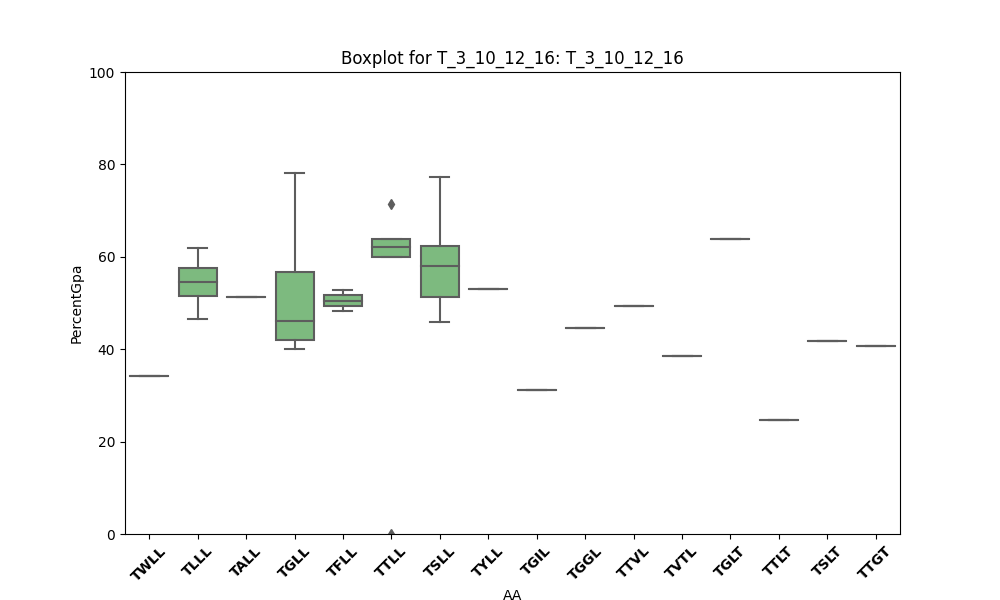 Boxplot for T_3_10_12_16: T_3_10_12_16
100
80
60
40
20
0
PercentGpa
TWLL TLLL TALL TGLL TFLL TTLL TSLL TYLL TGIL TGGL TTVL TVTL TGLT TTLT TSLT TTGT
AA